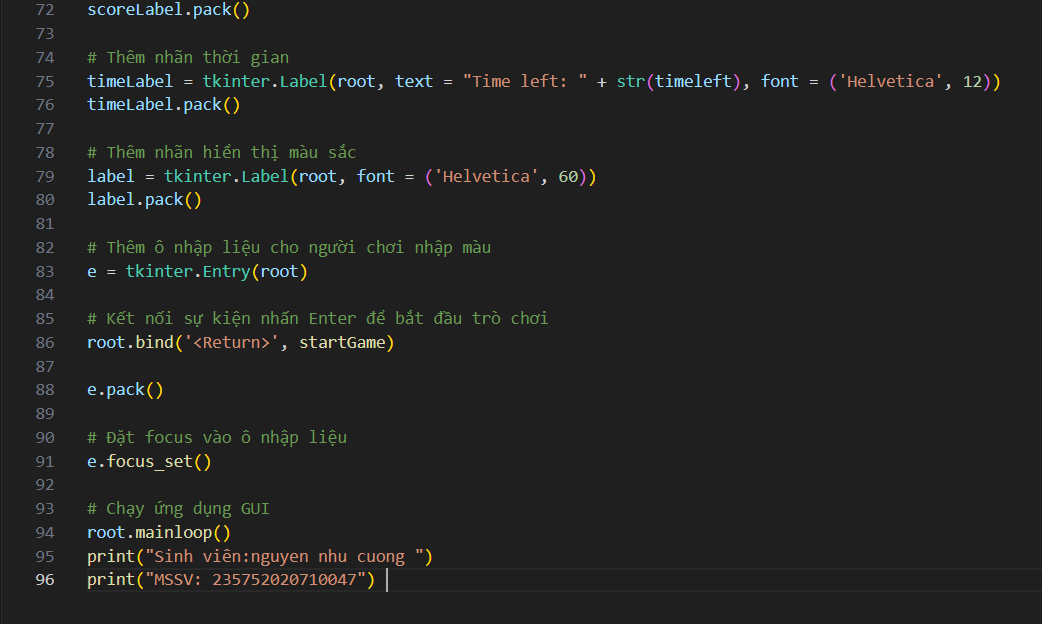 72 scoreLabel.pack()
73
74 # Thêm nhãn thời gian
75 timeLabel = tkinter.Label(root, text = "Time left: " + str(timeleft), font = ('Helvetica', 12))
76 timeLabel.pack()
77
78 # Thêm nhãn hiển thị màu sắc
79 label = tkinter.Label(root, font = ('Helvetica', 60))
80 label.pack()
81
82 # Thêm ô nhập liệu cho người chơi nhập màu
83 e = tkinter.Entry(root)
84
85 # Kết nối sự kiện nhấn Enter để bắt đầu trò chơi
86 root.bind('<Return>', startGame)
87
88 e.pack()
89
90 # Đặt focus vào ô nhập liệu
91 e.focus_set()
92
93 # Chạy ứng dụng GUI
94 root.mainloop()
95 print("Sinh viên:nguyen nhu cuong ")
96 print("MSSV: 235752020710047")